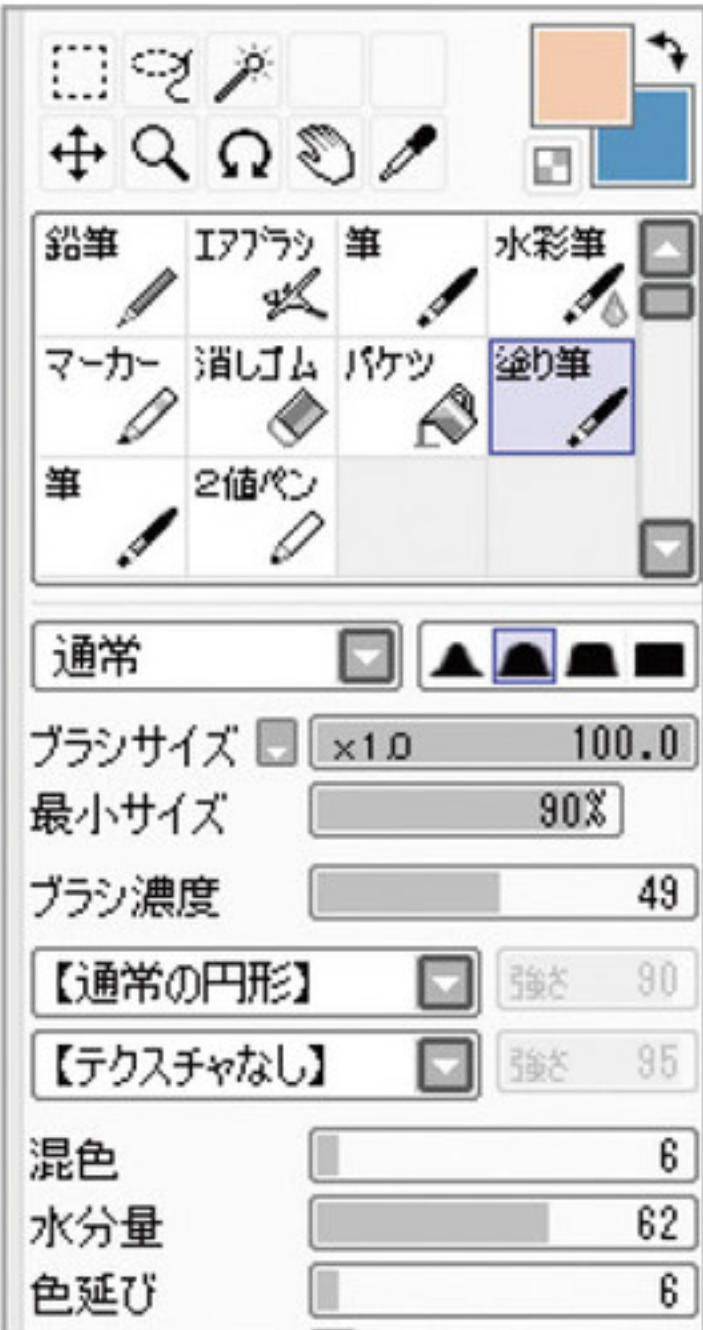 鉛筆 エアブラシ 筆 水彩筆
マーカー 消しゴム バケツ 塗り筆
筆 2値ペン
通常
ブラシサイズ ×1.0 100.0
最小サイズ 90%
ブラシ濃度 49
【通常の円形】 強さ 90
【テクスチャなし】 強さ 95
混色 6
水分量 62
色延び 6